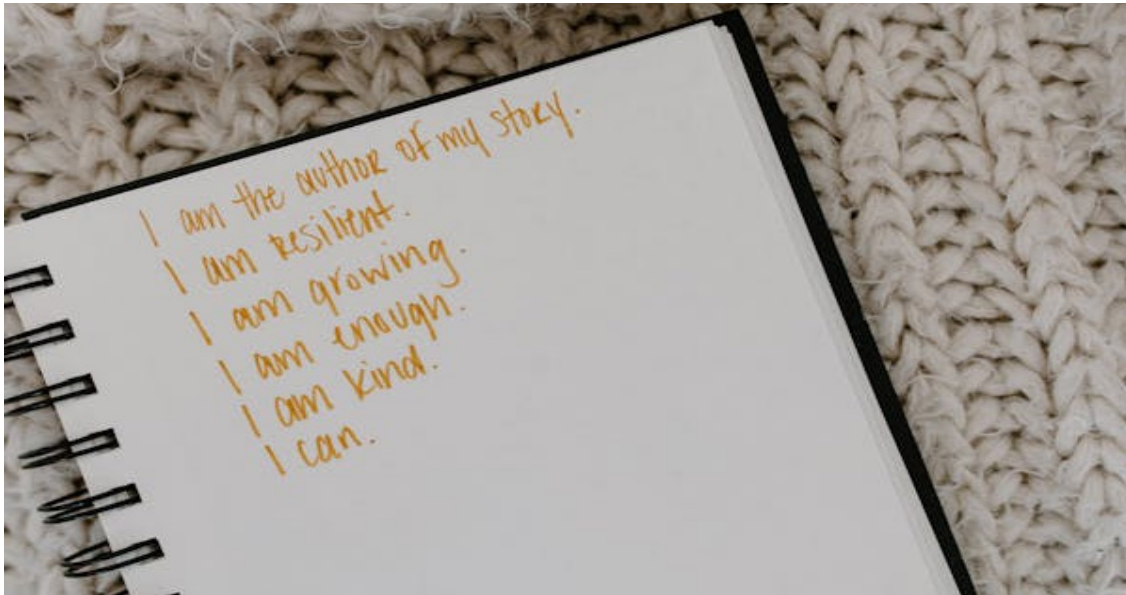 I am the author of my story.
I am resilient.
I am growing.
I am enough.
I am kind.
I can.